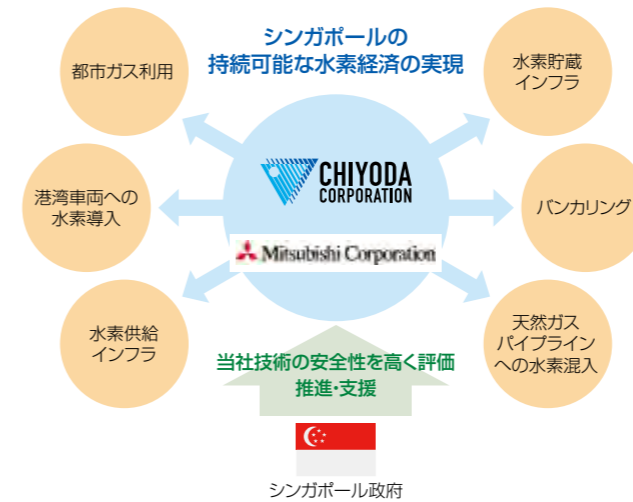 シンガポールの
持続可能な水素経済の実現
都市ガス利用
水素貯蔵
インフラ
CHIYODA
CORPORATION
港湾車両への
水素導入
バンカリング
Mitsubishi Corporation
水素供給
インフラ
天然ガス
パイプライン
への水素混入
当社技術の安全性を高く評価
推進・支援
シンガポール政府